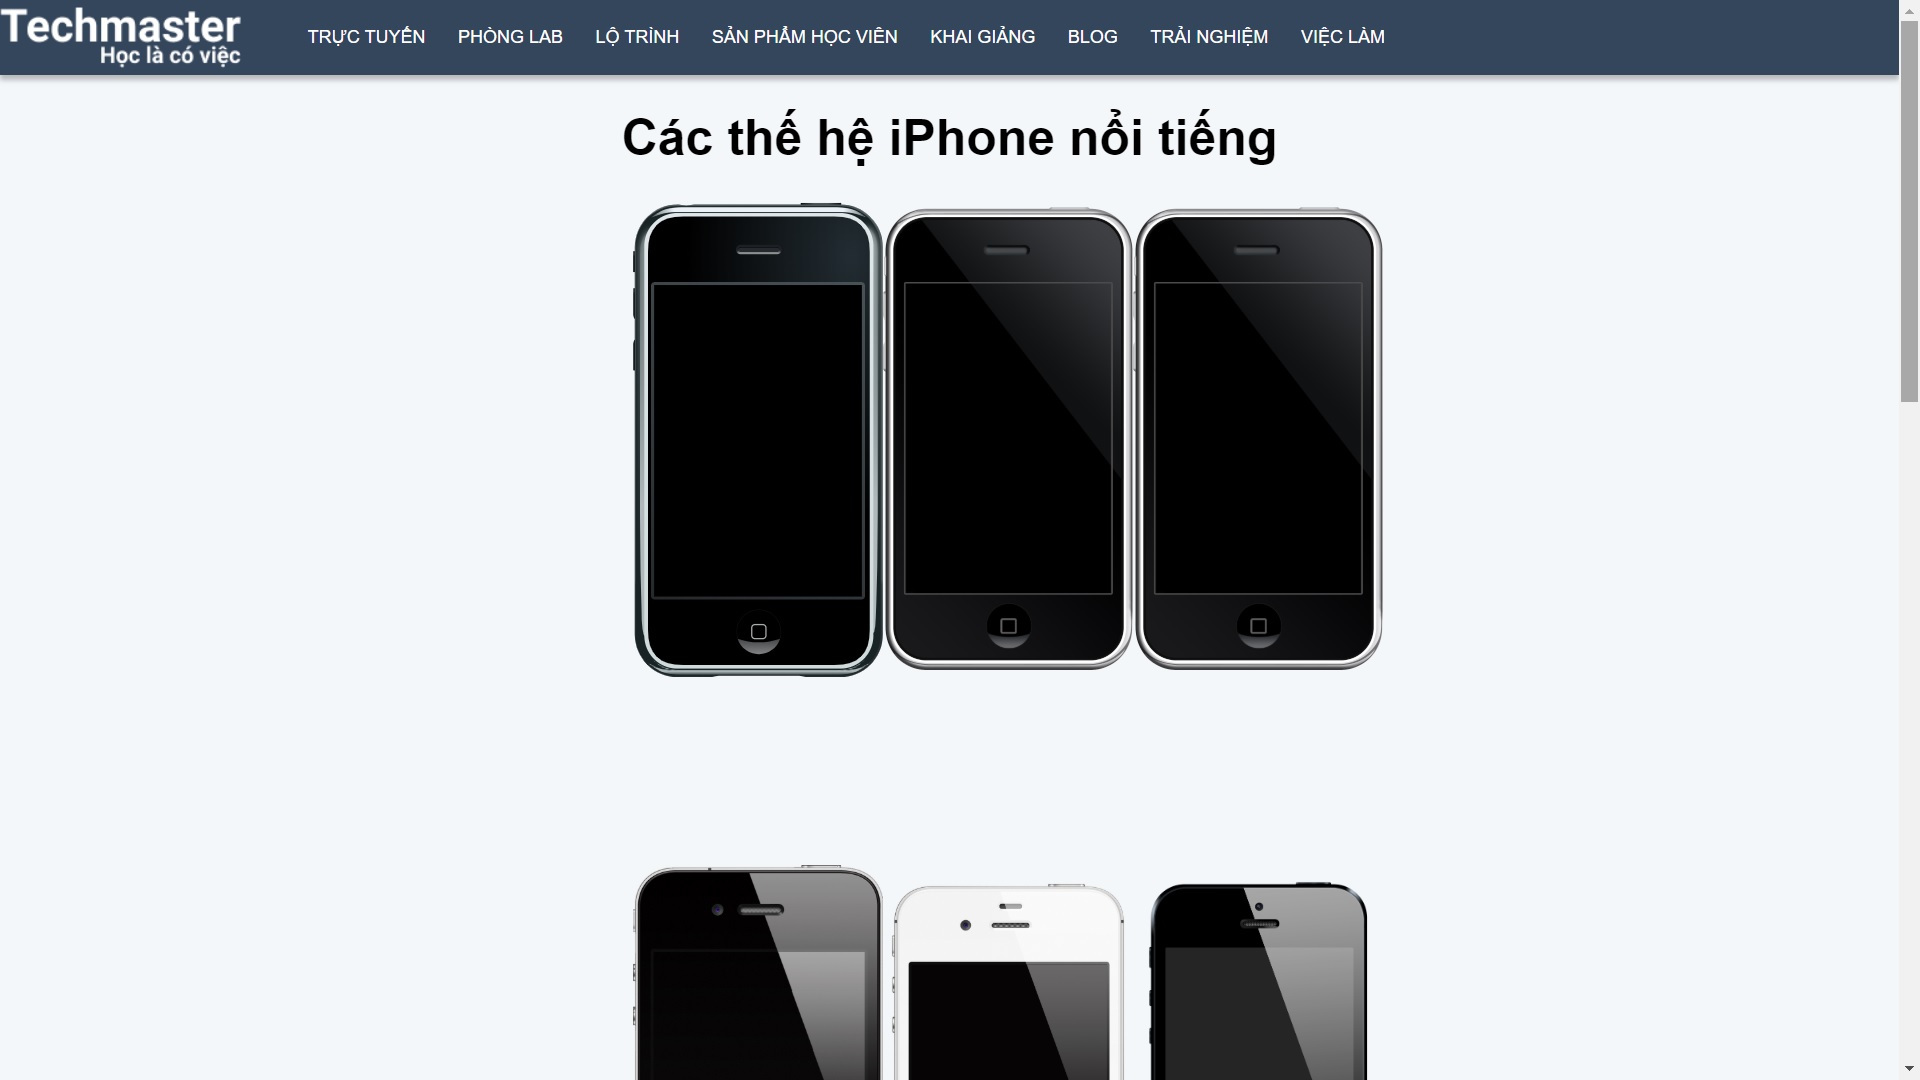 Techmaster
Học là có việc
TRỰC TUYẾN PHÒNG LAB LỘ TRÌNH SẢN PHẨM HỌC VIÊN KHAI GIẢNG BLOG TRẢI NGHIỆM VIỆC LÀM
Các thế hệ iPhone nổi tiếng